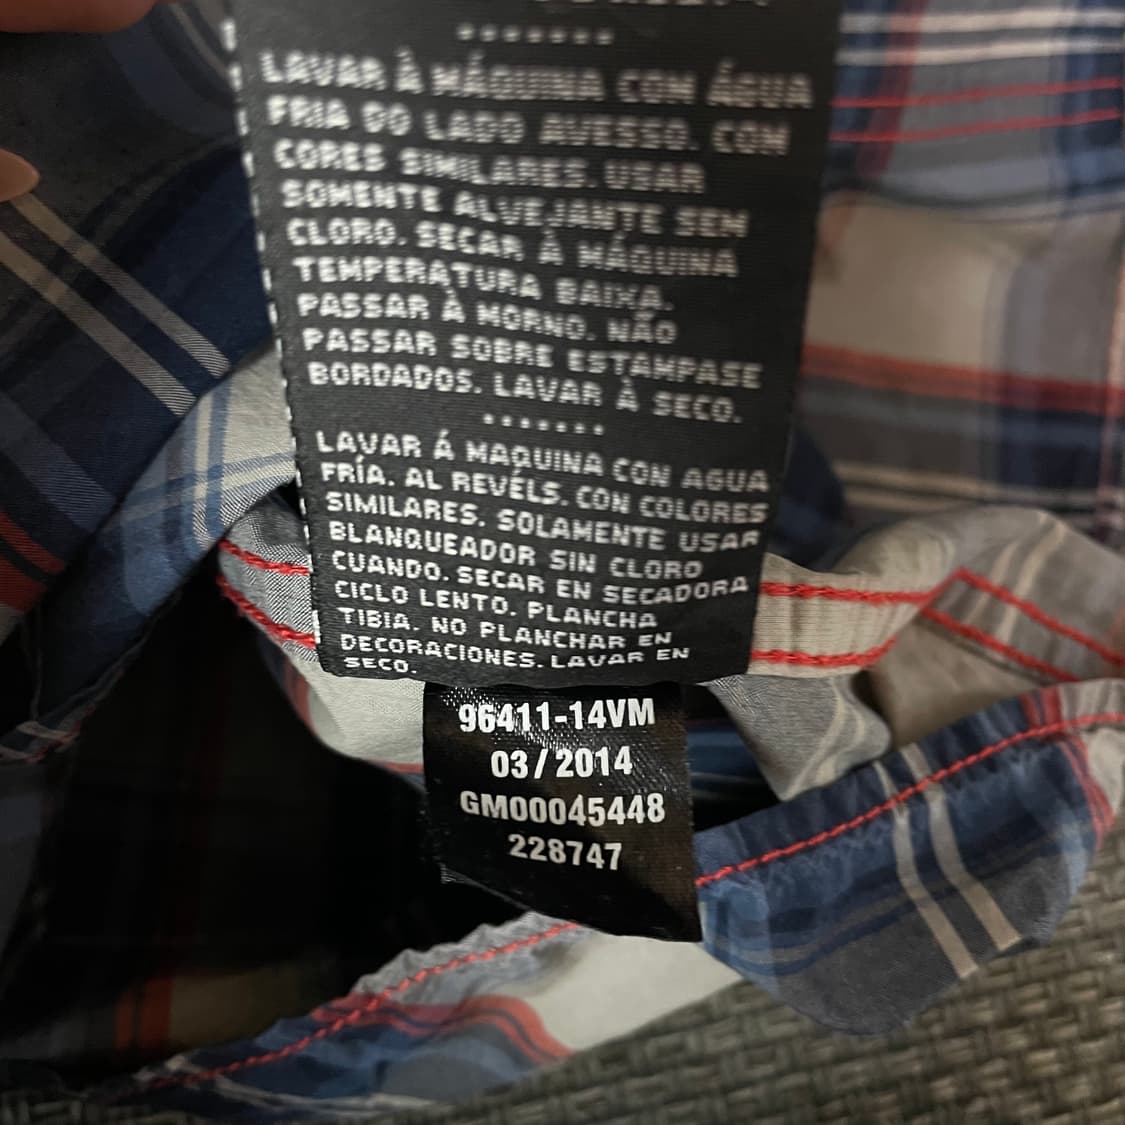 LAVAR À MÁQUINA COM ÁGUA
FRIA DO LADO AVESSO. COM
CORES SIMILARES. USAR
SOMENTE ALVEJANTE SEM
CLORO. SECAR À MÁQUINA
TEMPERATURA BAIXA.
PASSAR À MORNO. NÃO
PASSAR SOBRE ESTAMPASE
BORDADOS. LAVAR À SECO.
LAVAR Á MAQUINA CON AGUA
FRÍA. AL REVÉLS. CON COLORES
SIMILARES. SOLAMENTE USAR
BLANQUEADOR SIN CLORO
CUANDO. SECAR EN SECADORA
CICLO LENTO. PLANCHA
TIBIA. NO PLANCHAR EN
DECORACIONES. LAVAR EN
SECO.
96411-14VM
03/2014
GM00045448
228747